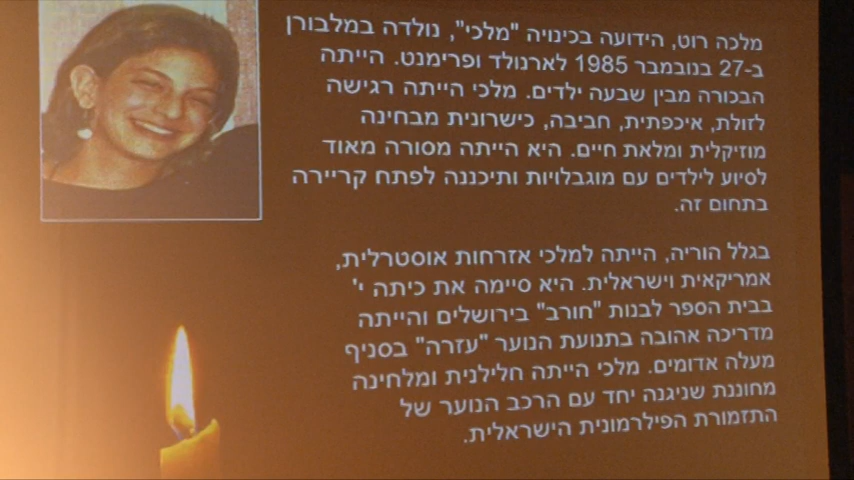 מלכה רוט, הידועה בכינויה "מלכי", נולדה במלבורן
ב-27 בנובמבר 1985 לארנולד ופרימנט. הייתה
הבכורה מבין שבעה ילדים. מלכי הייתה רגישה
לזולת, איכפתית, חביבה, כישרונית מבחינה
מוזיקלית ומלאת חיים. היא הייתה מסורה מאוד
לסיוע לילדים עם מוגבלויות ותיכננה לפתח קריירה
בתחום זה.
בגלל הוריה, הייתה למלכי אזרחות אוסטרלית,
אמריקאית וישראלית. היא סיימה את כיתה י'
בבית הספר לבנות "חורב" בירושלים והייתה
מדריכה אהובה בתנועת הנוער "עזרה" בסניף
מעלה אדומים. מלכי הייתה חלילנית ומלחינה
מחוננת שניגנה יחד עם הרכב הנוער של
התזמורת הפילרמונית הישראלית.